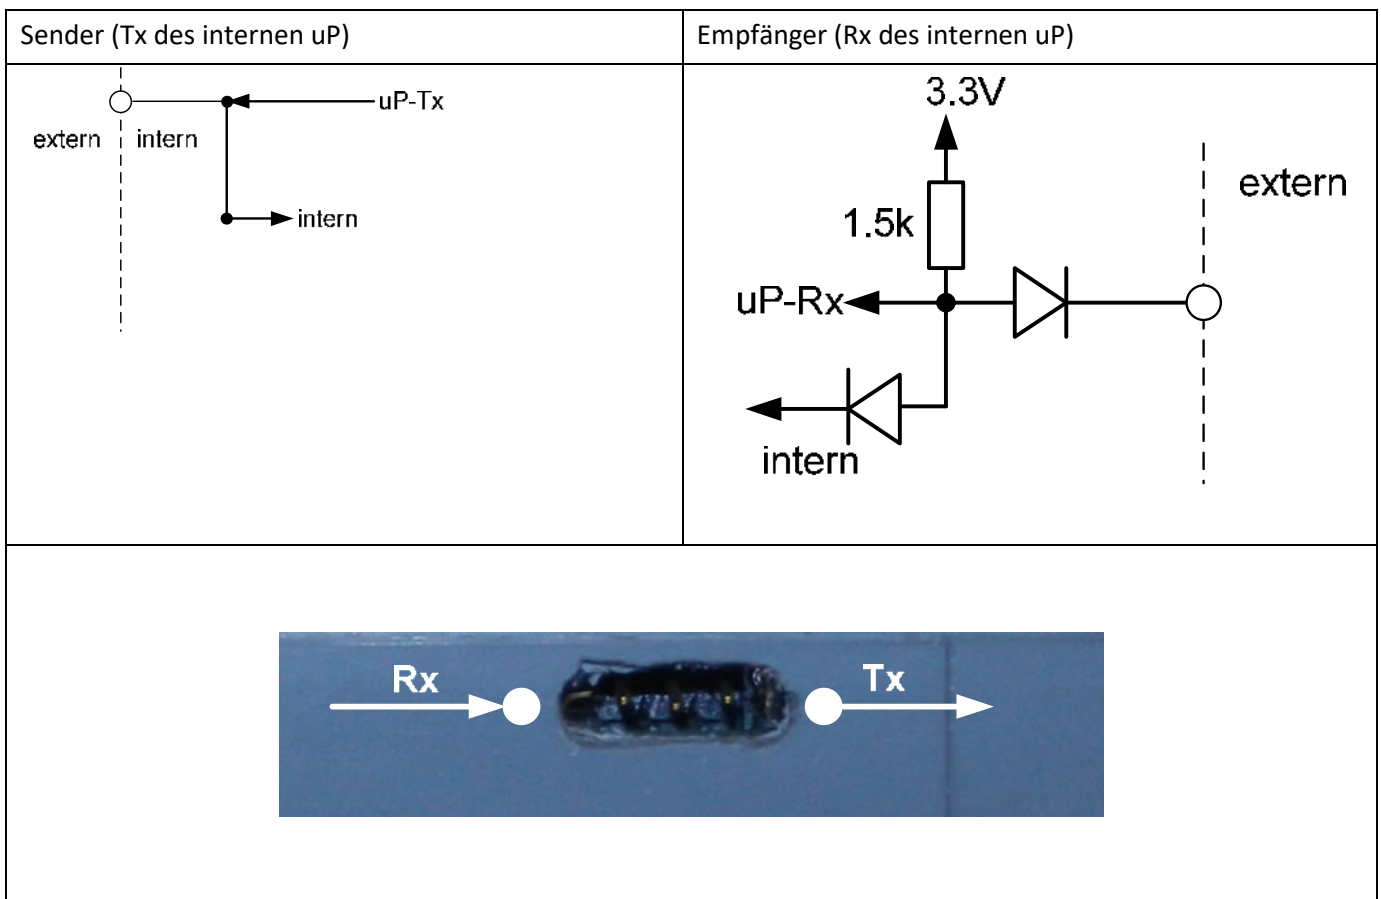 Sender (Tx des internen uP)
Empfänger (Rx des internen uP)
uP-Tx
extern
intern
intern
3.3V
extern
1.5k
uP-Rx
intern
Rx
Tx